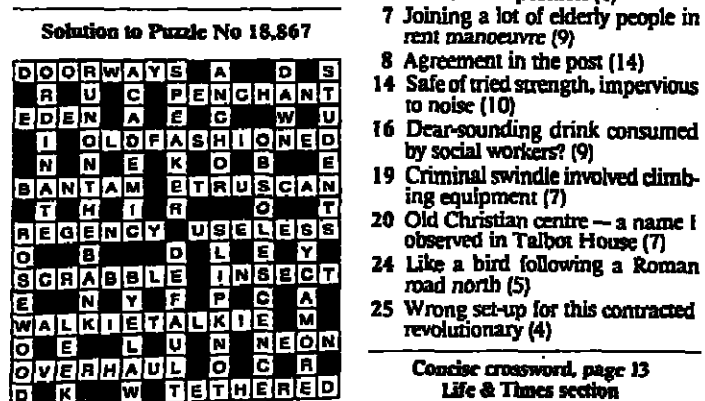 Solution to Puzzle No 18,867
DOORWAYS A D S
R U C PENCHANT
EDEN A E C W U
I OLDFASHIONED
N N E K O B E
BANTAM ETRUSCAN
T H I R O T
REGENCY USELESS
O B D L E Y
SCRABBLE INSECT
E N Y F P C A
WALKIETALKIE M
O E L U N NEON
OVERHAUL O C C
D K W TETHERED
7 Joining a lot of elderly people in
rent manoeuvre (9)
8 Agreement in the post (14)
14 Safe of tried strength, impervious
to noise (10)
16 Dear-sounding drink consumed
by social workers? (9)
19 Criminal swindle involved climb-
ing equipment (7)
20 Old Christian centre — a name I
observed in Talbot House (7)
24 Like a bird following a Roman
road north (5)
25 Wrong set-up for this contracted
revolutionary (4)
Concise crossword, page 13
Life & Times section